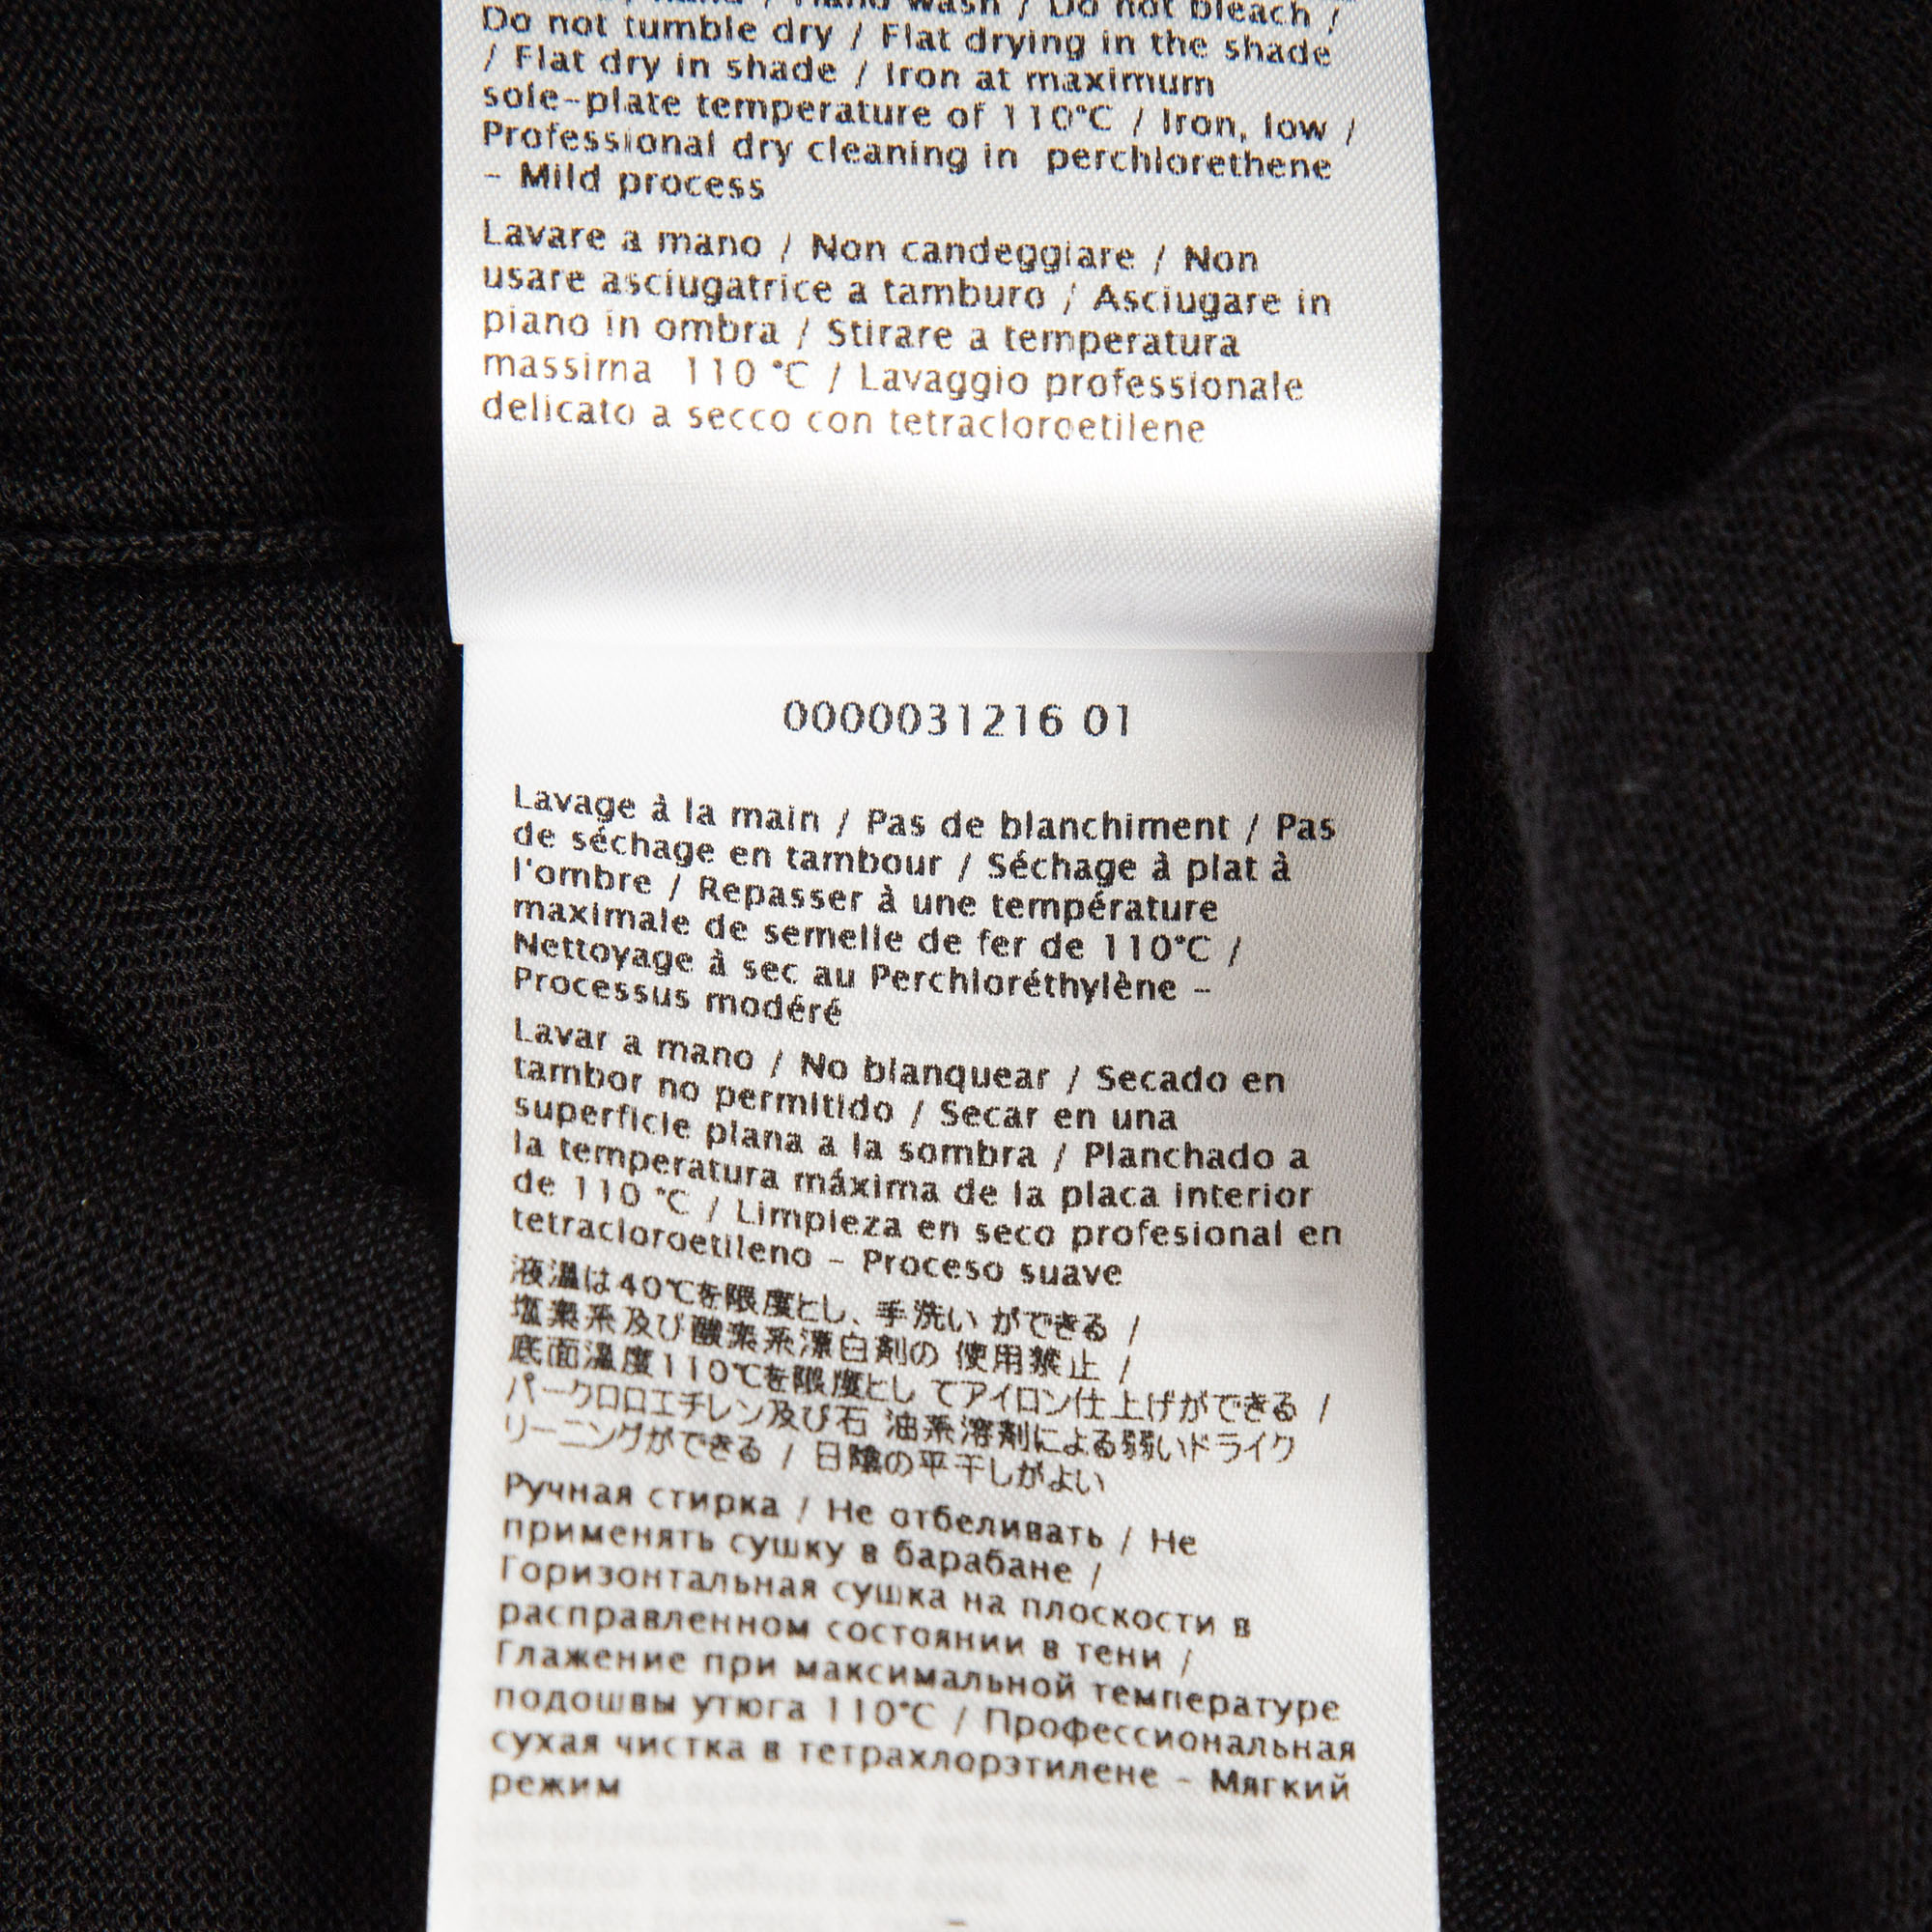 / Hand wash / Do not bleach /
Do not tumble dry / Flat drying in the shade
/ Flat dry in shade / Iron at maximum
sole-plate temperature of 110°C / Iron, low /
Professional dry cleaning in perchlorethene
- Mild process
Lavare a mano / Non candeggiare / Non
usare asciugatrice a tamburo / Asciugare in
piano in ombra / Stirare a temperatura
massima 110 °C / Lavaggio professionale
delicato a secco con tetracloroetilene
0000031216 01
Lavage à la main / Pas de blanchiment / Pas
de séchage en tambour / Séchage à plat à
l'ombre / Repasser à une température
maximale de semelle de fer de 110°C /
Nettoyage à sec au Perchloréthylène -
Processus modéré
Lavar a mano / No blanquear / Secado en
tambor no permitido / Secar en una
superficie plana a la sombra / Planchado a
la temperatura máxima de la placa interior
de 110 °C / Limpieza en seco profesional en
tetracloroetileno - Proceso suave
液温は40℃を限度とし、手洗い ができる /
塩素系及び酸素系漂白剤の 使用禁止 /
底面温度110℃を限度とし てアイロン仕上げができる /
パークロロエチレン及び石 油系溶剤による弱いドライク
リーニングができる / 日陰の平干しがよい
Ручная стирка / Не отбеливать / Не
применять сушку в барабане /
Горизонтальная сушка на плоскости в
расправленном состоянии в тени /
Глажение при максимальной температуре
подошвы утюга 110°C / Профессиональная
сухая чистка в тетрахлорэтилене - Мягкий
режим